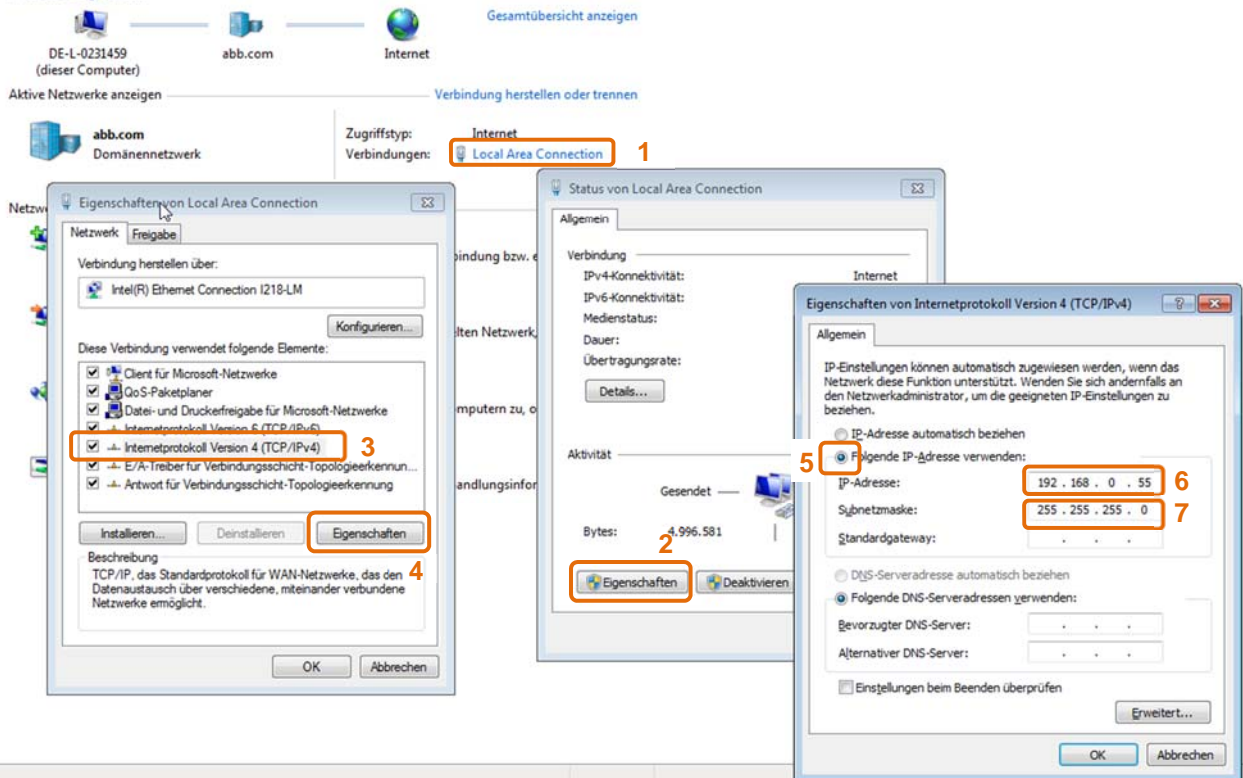 Gesamtübersicht anzeigen
DE-L-0231459
(dieser Computer)
abb.com
Internet
Aktive Netzwerke anzeigen
Verbindung herstellen oder trennen
abb.com
Domänennetzwerk
Zugriffstyp: Internet
Verbindungen: Local Area Connection
1
Netzw
bindung bzw. e
lten Netzwerk,
mputern zu, o
andlungsinfor
Eigenschaften von Local Area Connection
Netzwerk Freigabe
Verbindung herstellen über:
Intel(R) Ethernet Connection I218-LM
Konfigurieren...
Diese Verbindung verwendet folgende Elemente:
Client für Microsoft-Netzwerke
QoS-Paketplaner
Datei- und Druckerfreigabe für Microsoft-Netzwerke
Internetprotokoll Version 6 (TCP/IPv6)
Internetprotokoll Version 4 (TCP/IPv4)
3
E/A-Treiber für Verbindungsschicht-Topologieerkennun...
Antwort für Verbindungsschicht-Topologieerkennung
Installieren... Deinstallieren Eigenschaften
4
Beschreibung
TCP/IP, das Standardprotokoll für WAN-Netzwerke, das den
Datenaustausch über verschiedene, miteinander verbundene
Netzwerke ermöglicht.
OK Abbrechen
Status von Local Area Connection
Allgemein
Verbindung
IPv4-Konnektivität: Internet
IPv6-Konnektivität:
Medienstatus:
Dauer:
Übertragungsrate:
Details...
Aktivität
Gesendet
Bytes: 4.996.581
2
Eigenschaften Deaktivieren
Eigenschaften von Internetprotokoll Version 4 (TCP/IPv4)
Allgemein
IP-Einstellungen können automatisch zugewiesen werden, wenn das
Netzwerk diese Funktion unterstützt. Wenden Sie sich andernfalls an
den Netzwerkadministrator, um die geeigneten IP-Einstellungen zu
beziehen.
IP-Adresse automatisch beziehen
5
Folgende IP-Adresse verwenden:
IP-Adresse: 192 . 168 . 0 . 55
6
Subnetzmaske: 255 . 255 . 255 . 0
7
Standardgateway: . . .
DNS-Serveradresse automatisch beziehen
Folgende DNS-Serveradressen verwenden:
Bevorzugter DNS-Server: . . .
Alternativer DNS-Server: . . .
Einstellungen beim Beenden überprüfen
Erweitert...
OK Abbrechen